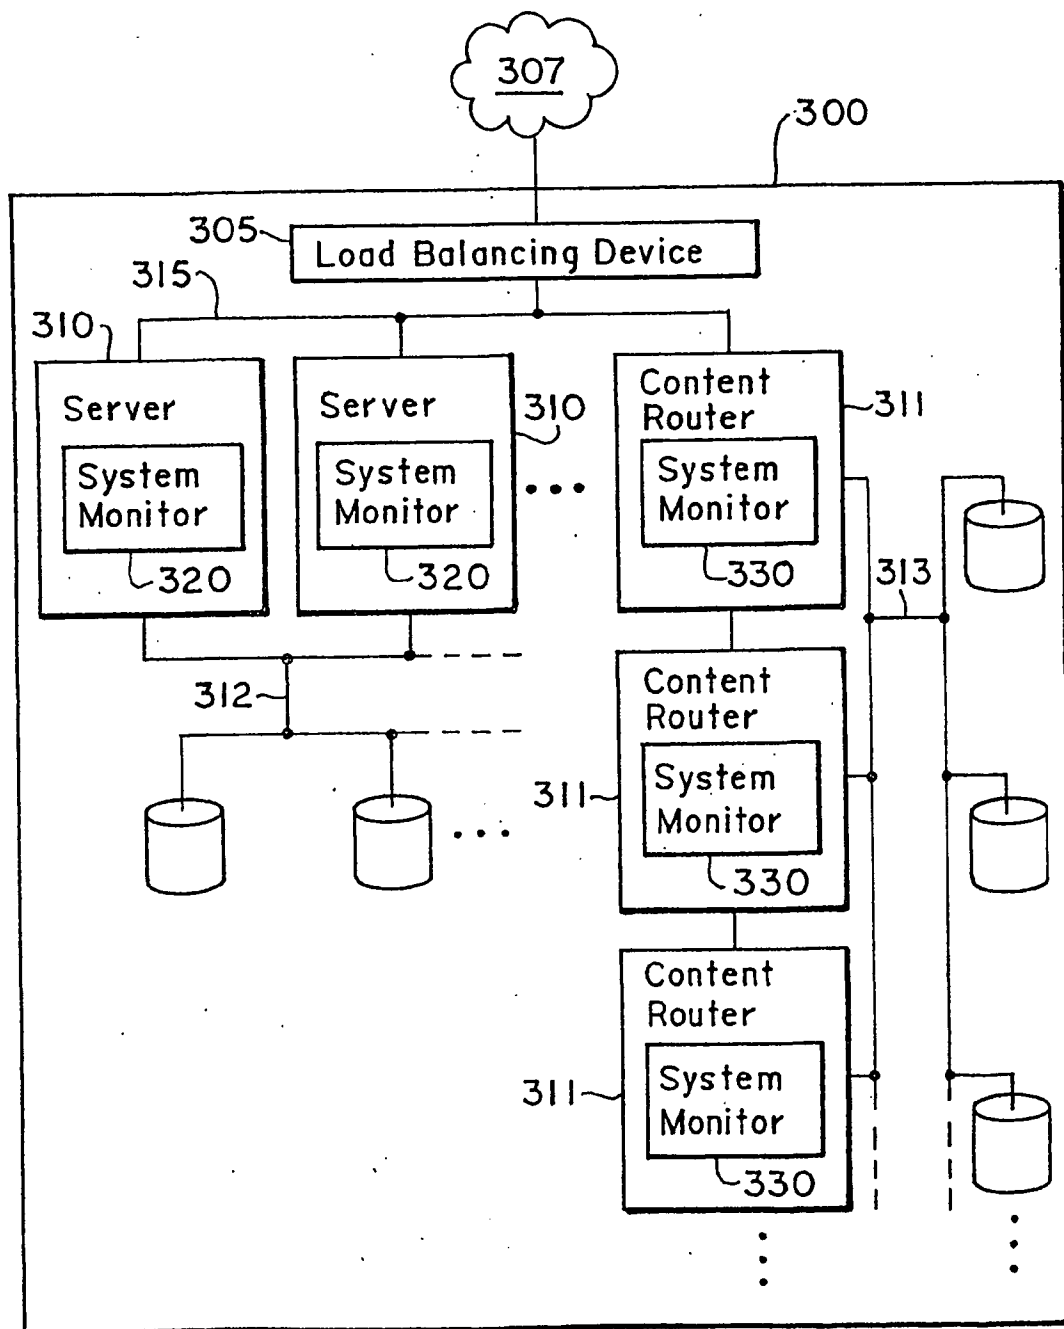 307
300
305
Load Balancing Device
315
310
Server
System
Monitor
320
Server
310
System
Monitor
320
Content
Router
311
System
Monitor
330
313
312
Content
Router
311
System
Monitor
330
Content
Router
311
System
Monitor
330